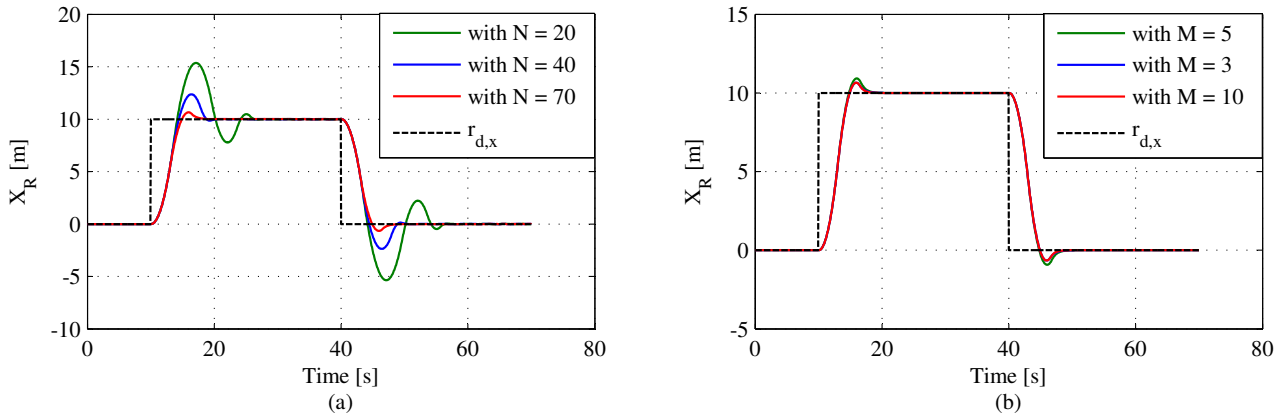 20
15
10
5
0
-5
-10
X_R [m]
0
20
40
60
80
Time [s]
(a)
with N = 20
with N = 40
with N = 70
r_{d,x}
15
10
5
0
-5
X_R [m]
0
20
40
60
80
Time [s]
(b)
with M = 5
with M = 3
with M = 10
r_{d,x}